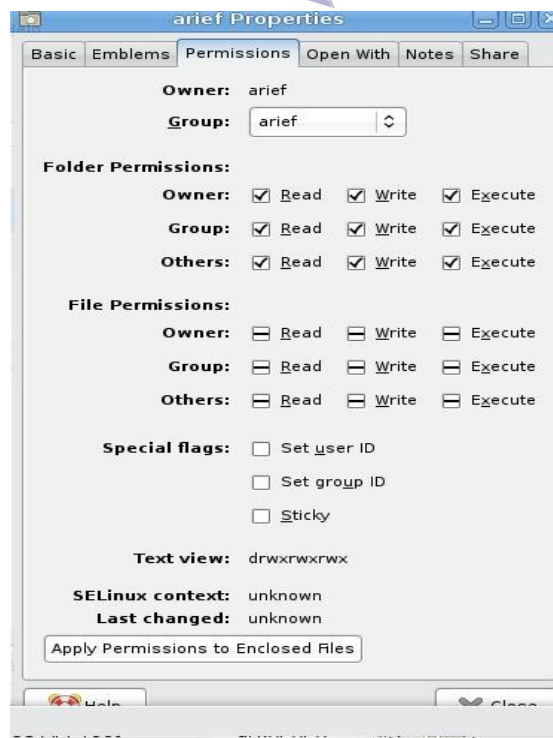 arief Properties
Basic Emblems Permissions Open With Notes Share
Owner: arief
Group: arief
Folder Permissions:
Owner: Read Write Execute
Group: Read Write Execute
Others: Read Write Execute
File Permissions:
Owner: Read Write Execute
Group: Read Write Execute
Others: Read Write Execute
Special flags: Set user ID
Set group ID
Sticky
Text view: drwxrwxrwx
SELinux context: unknown
Last changed: unknown
Apply Permissions to Enclosed Files
Help Close